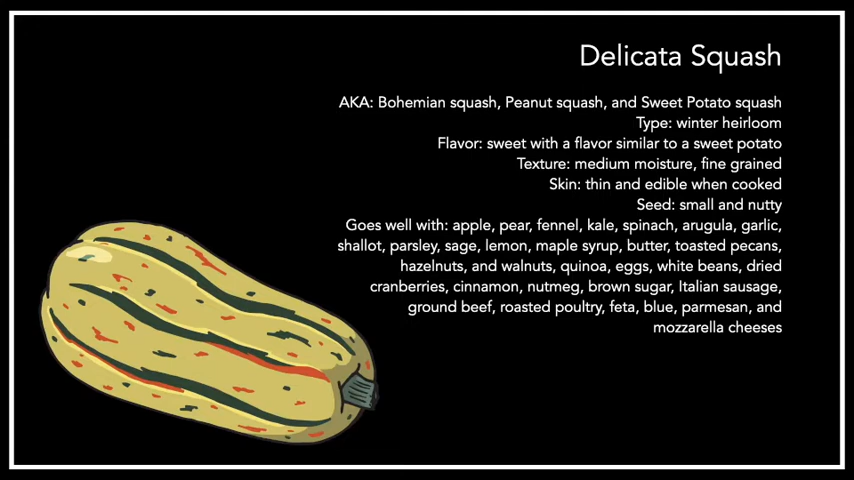 Delicata Squash
AKA: Bohemian squash, Peanut squash, and Sweet Potato squash
Type: winter heirloom
Flavor: sweet with a flavor similar to a sweet potato
Texture: medium moisture, fine grained
Skin: thin and edible when cooked
Seed: small and nutty
Goes well with: apple, pear, fennel, kale, spinach, arugula, garlic,
shallot, parsley, sage, lemon, maple syrup, butter, toasted pecans,
hazelnuts, and walnuts, quinoa, eggs, white beans, dried
cranberries, cinnamon, nutmeg, brown sugar, Italian sausage,
ground beef, roasted poultry, feta, blue, parmesan, and
mozzarella cheeses